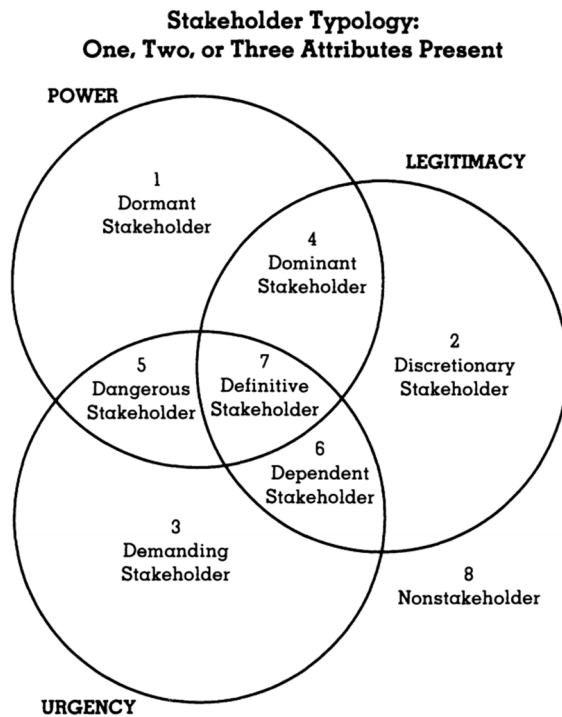 Stakeholder Typology:
One, Two, or Three Attributes Present
POWER
LEGITIMACY
1
Dormant
Stakeholder
4
Dominant
Stakeholder
2
Discretionary
Stakeholder
5
Dangerous
Stakeholder
7
Definitive
Stakeholder
6
Dependent
Stakeholder
3
Demanding
Stakeholder
8
Nonstakeholder
URGENCY